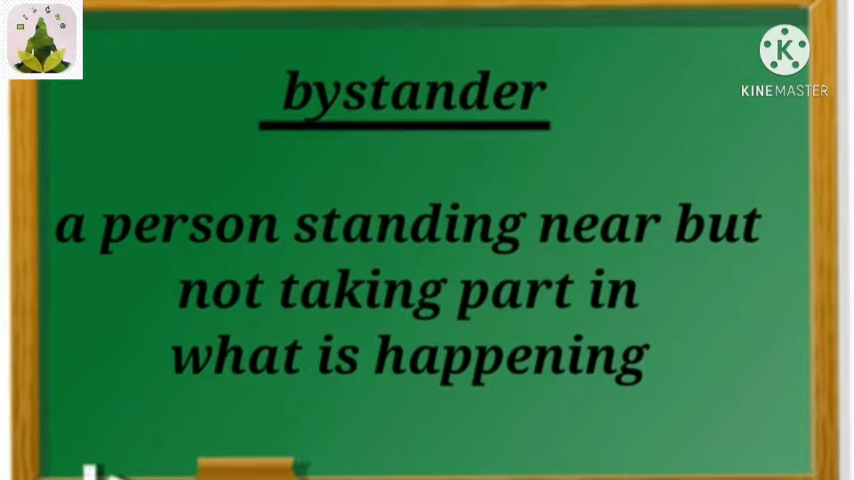 KINEMASTER
bystander
a person standing near but
not taking part in
what is happening